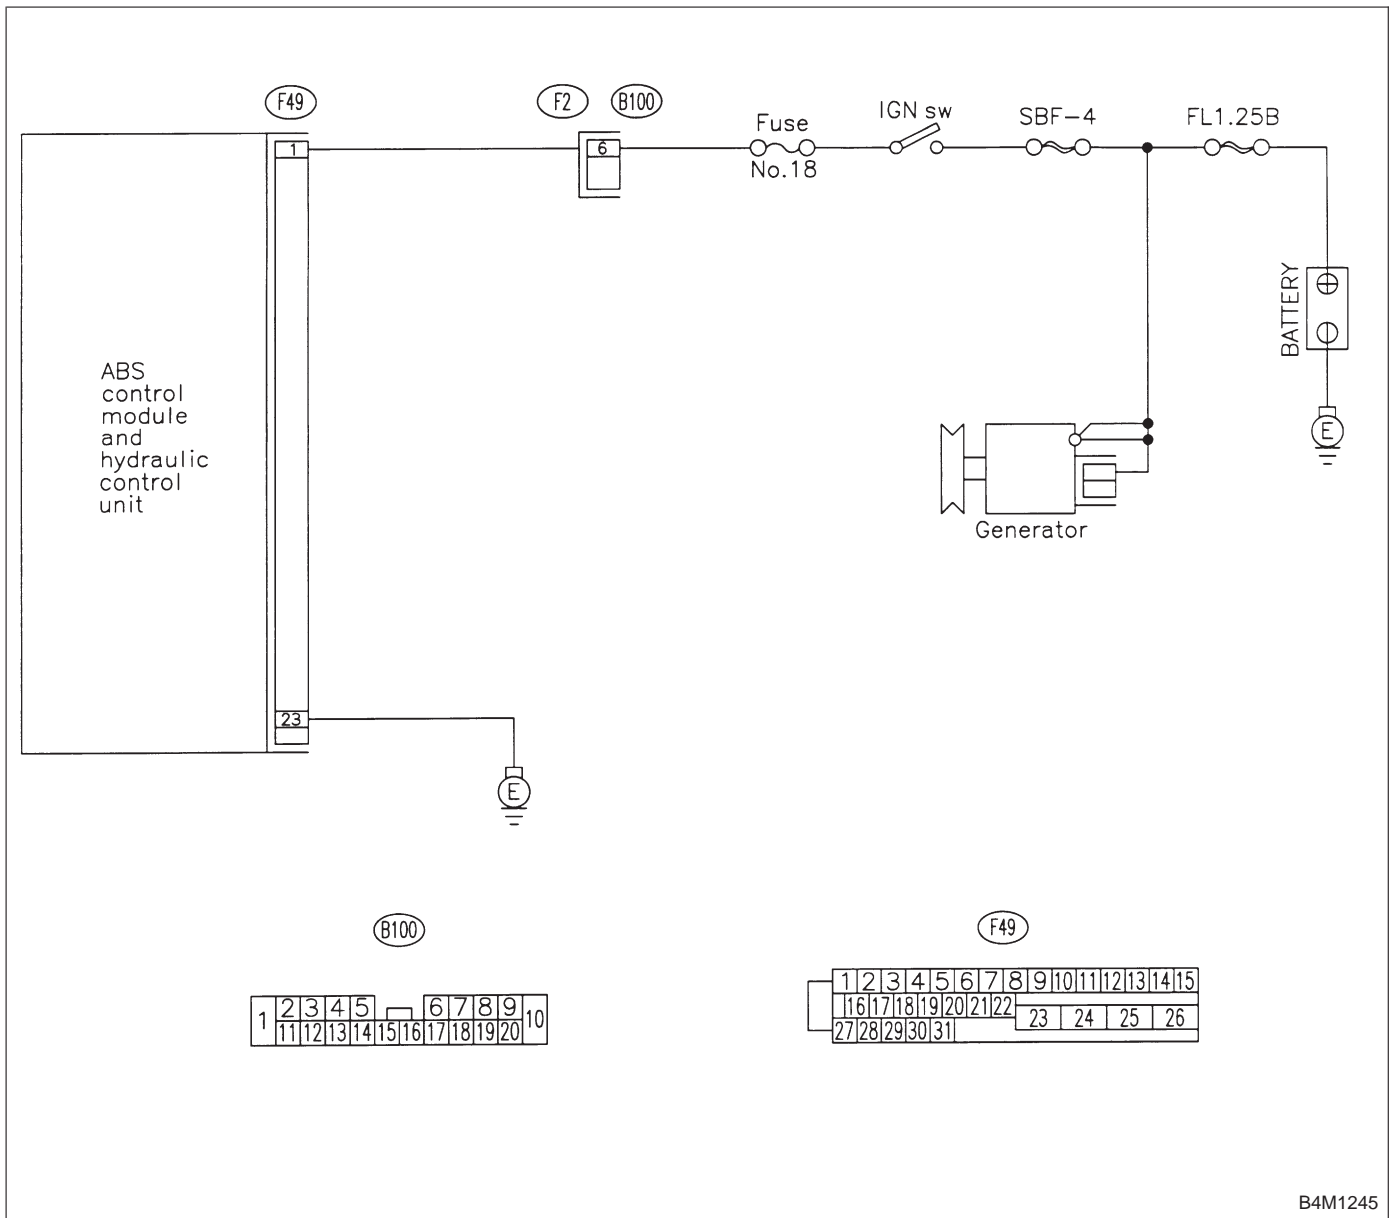 F49
F2
B100
Fuse
No.18
IGN sw
SBF-4
FL1.25B
1
6
BATTERY
ABS
control
module
and
hydraulic
control
unit
E
Generator
23
E
B100
F49
1 2 3 4 5 6 7 8 9 10
11 12 13 14 15 16 17 18 19 20
1 2 3 4 5 6 7 8 9 10 11 12 13 14 15
16 17 18 19 20 21 22 23 24 25 26
27 28 29 30 31
B4M1245